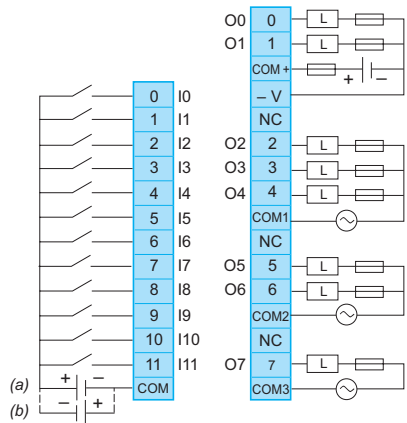 0 I0
1 I1
2 I2
3 I3
4 I4
5 I5
6 I6
7 I7
8 I8
9 I9
10 I10
11 I11
(a) + − COM
(b) − +
O0 0 L
O1 1 L
COM + + −
– V
NC
O2 2 L
O3 3 L
O4 4 L
COM1
NC
O5 5 L
O6 6 L
COM2
NC
O7 7 L
COM3